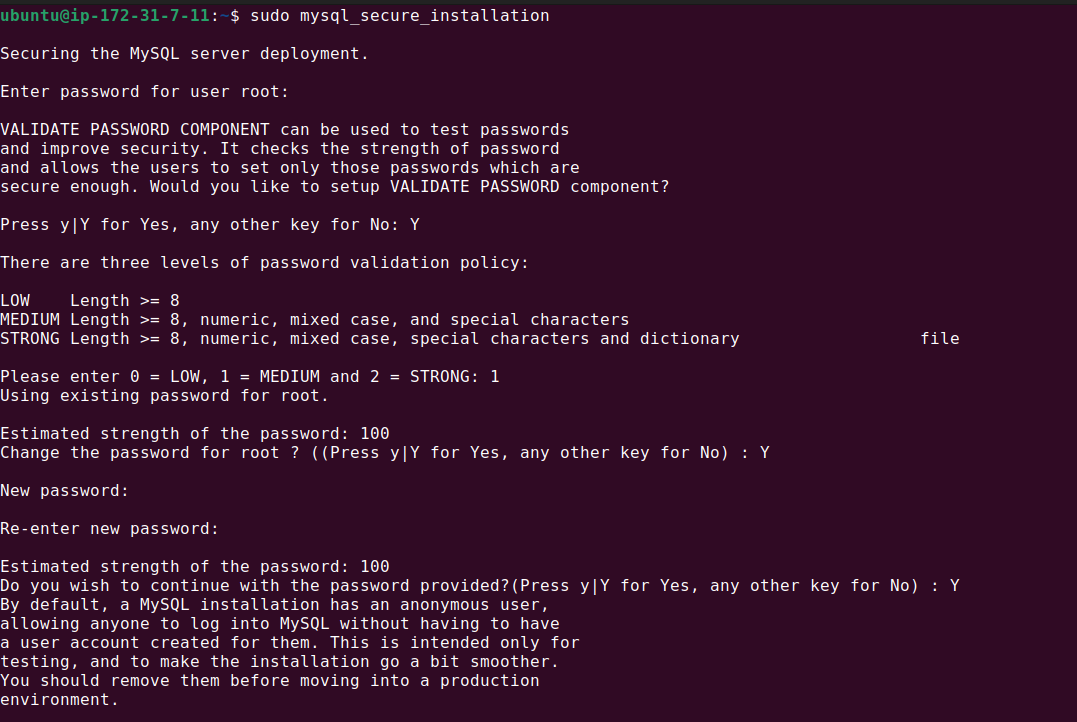 ubuntu@ip-172-31-7-11:~$ sudo mysql_secure_installation
Securing the MySQL server deployment.
Enter password for user root:
VALIDATE PASSWORD COMPONENT can be used to test passwords
and improve security. It checks the strength of password
and allows the users to set only those passwords which are
secure enough. Would you like to setup VALIDATE PASSWORD component?
Press y|Y for Yes, any other key for No: Y
There are three levels of password validation policy:
LOW    Length >= 8
MEDIUM Length >= 8, numeric, mixed case, and special characters
STRONG Length >= 8, numeric, mixed case, special characters and dictionary                  file
Please enter 0 = LOW, 1 = MEDIUM and 2 = STRONG: 1
Using existing password for root.
Estimated strength of the password: 100
Change the password for root ? ((Press y|Y for Yes, any other key for No) : Y
New password:
Re-enter new password:
Estimated strength of the password: 100
Do you wish to continue with the password provided?(Press y|Y for Yes, any other key for No) : Y
By default, a MySQL installation has an anonymous user,
allowing anyone to log into MySQL without having to have
a user account created for them. This is intended only for
testing, and to make the installation go a bit smoother.
You should remove them before moving into a production
environment.